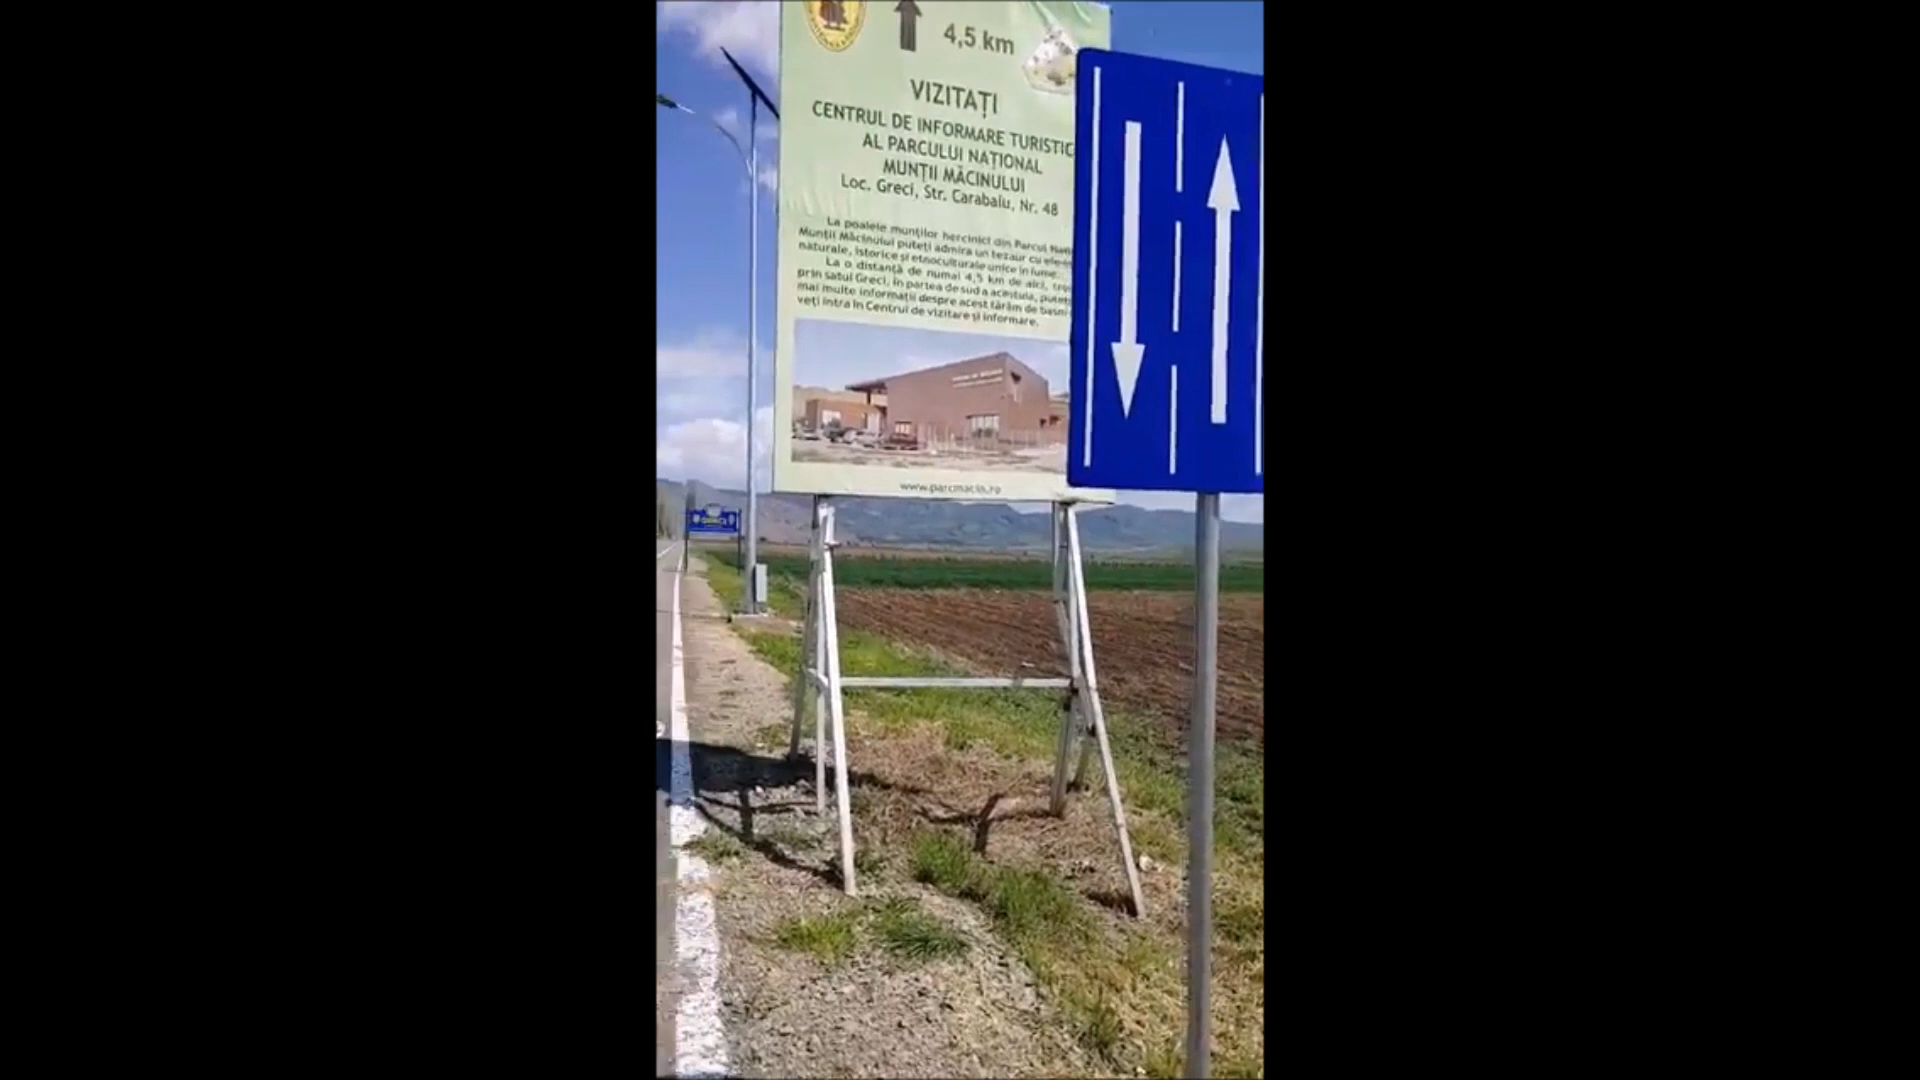 4,5 km
VIZITAȚI
CENTRUL DE INFORMARE TURISTIC
AL PARCULUI NAȚIONAL
MUNȚII MĂCINULUI
Loc. Greci, Str. Carabalu, Nr. 48
La poalele munților hercinici din Parcul
Munții Măcinului puteți admira un tezaur cu
naturale, istorice și etnoculturale unice în lume.
La o distanță de numai 4,5 km de aici,
prin satul Greci, în partea de sud a acestuia,
mai multe informații despre acest tărâm de basm
veți intra în Centrul de vizitare și informare.
www.parcmacin.ro